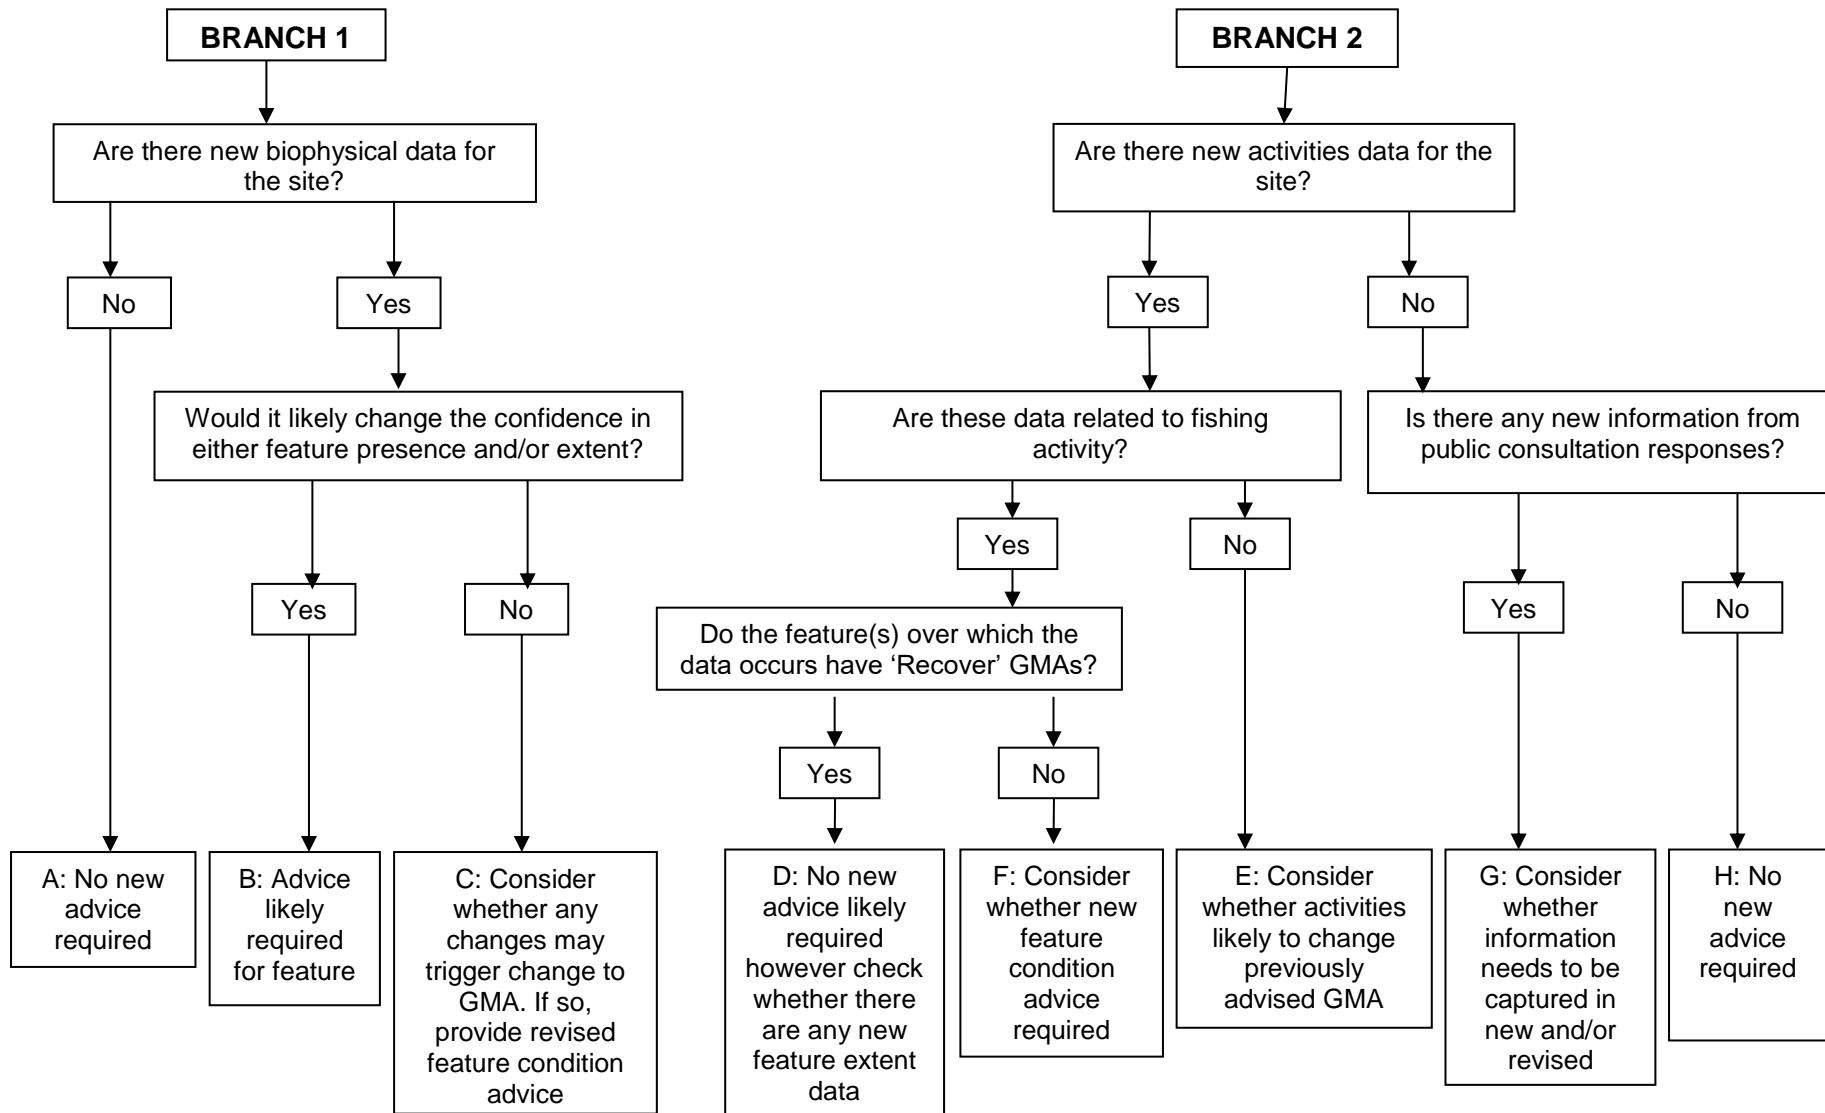 BRANCH 1
Are there new biophysical data for
the site?
No
Yes
Would it likely change the confidence in
either feature presence and/or extent?
Yes
No
A: No new
advice
required
B: Advice
likely
required
for feature
C: Consider
whether any
changes may
trigger change to
GMA. If so,
provide revised
feature condition
advice
BRANCH 2
Are there new activities data for the
site?
Yes
No
Are these data related to fishing
activity?
Is there any new information from
public consultation responses?
Yes
No
Do the feature(s) over which the
data occurs have ‘Recover’ GMAs?
Yes
No
Yes
No
D: No new
advice likely
required
however check
whether there
are any new
feature extent
data
F: Consider
whether new
feature
condition
advice
required
E: Consider
whether activities
likely to change
previously
advised GMA
G: Consider
whether
information
needs to be
captured in
new and/or
revised
H: No
new
advice
required